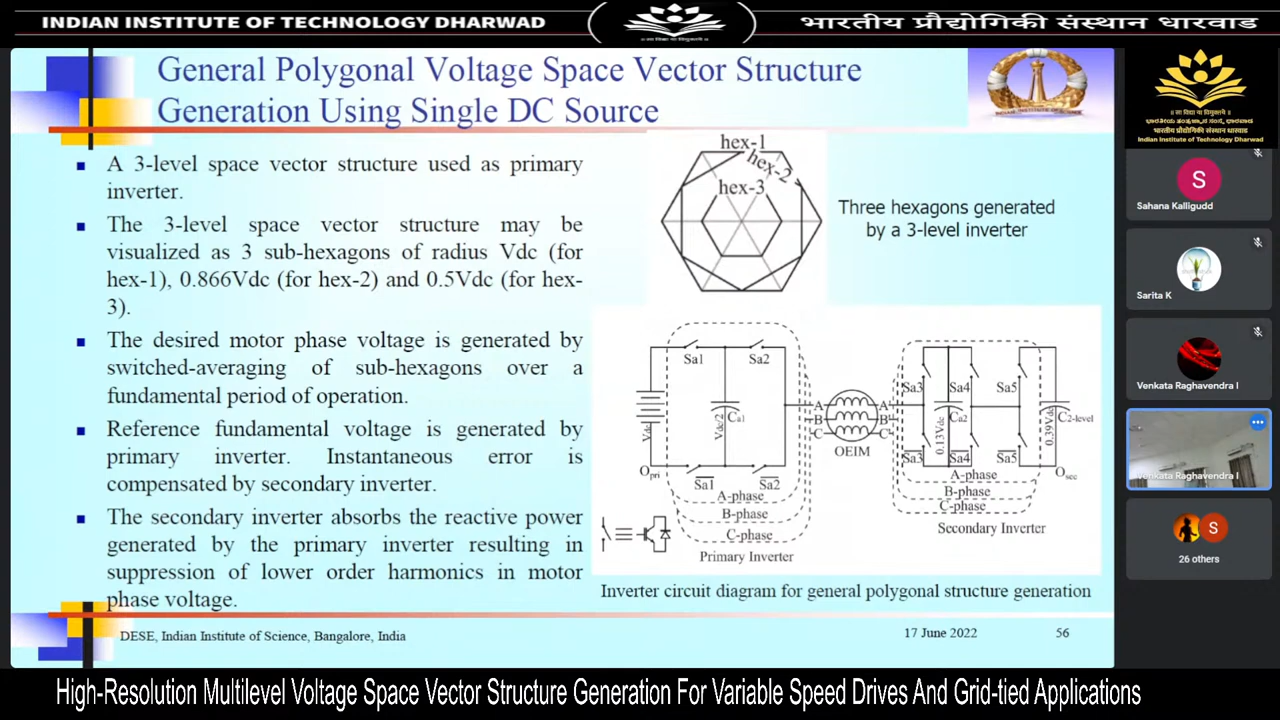 INDIAN INSTITUTE OF TECHNOLOGY DHARWAD
भारतीय प्रौद्योगिकी संस्थान धारवाड
General Polygonal Voltage Space Vector Structure
Generation Using Single DC Source
▪ A 3-level space vector structure used as primary
inverter.
▪ The 3-level space vector structure may be
visualized as 3 sub-hexagons of radius Vdc (for
hex-1), 0.866Vdc (for hex-2) and 0.5Vdc (for hex-
3).
▪ The desired motor phase voltage is generated by
switched-averaging of sub-hexagons over a
fundamental period of operation.
▪ Reference fundamental voltage is generated by
primary inverter. Instantaneous error is
compensated by secondary inverter.
▪ The secondary inverter absorbs the reactive power
generated by the primary inverter resulting in
suppression of lower order harmonics in motor
phase voltage.
hex-1
hex-2
hex-3
Three hexagons generated
by a 3-level inverter
Sa1 Sa2
Vdc Vdc/2 Ca1
Opri Sa1 Sa2
A-phase
B-phase
C-phase
Primary Inverter
A A'
B B'
C C'
OEIM
Sa3 Sa4 Sa5
0.13Vdc Ca2 0.39Vdc C2-level
Sa3 Sa4 Sa5
Osec
A-phase
B-phase
C-phase
Secondary Inverter
Inverter circuit diagram for general polygonal structure generation
DESE, Indian Institute of Science, Bangalore, India 17 June 2022 56
भारतीय प्रौद्योगिकी संस्थान धारवाड
Indian Institute of Technology Dharwad
S
Sahana Kalligudd
Sarita K
Venkata Raghavendra I
Venkata Raghavendra I
S
26 others
High-Resolution Multilevel Voltage Space Vector Structure Generation For Variable Speed Drives And Grid-tied Applications